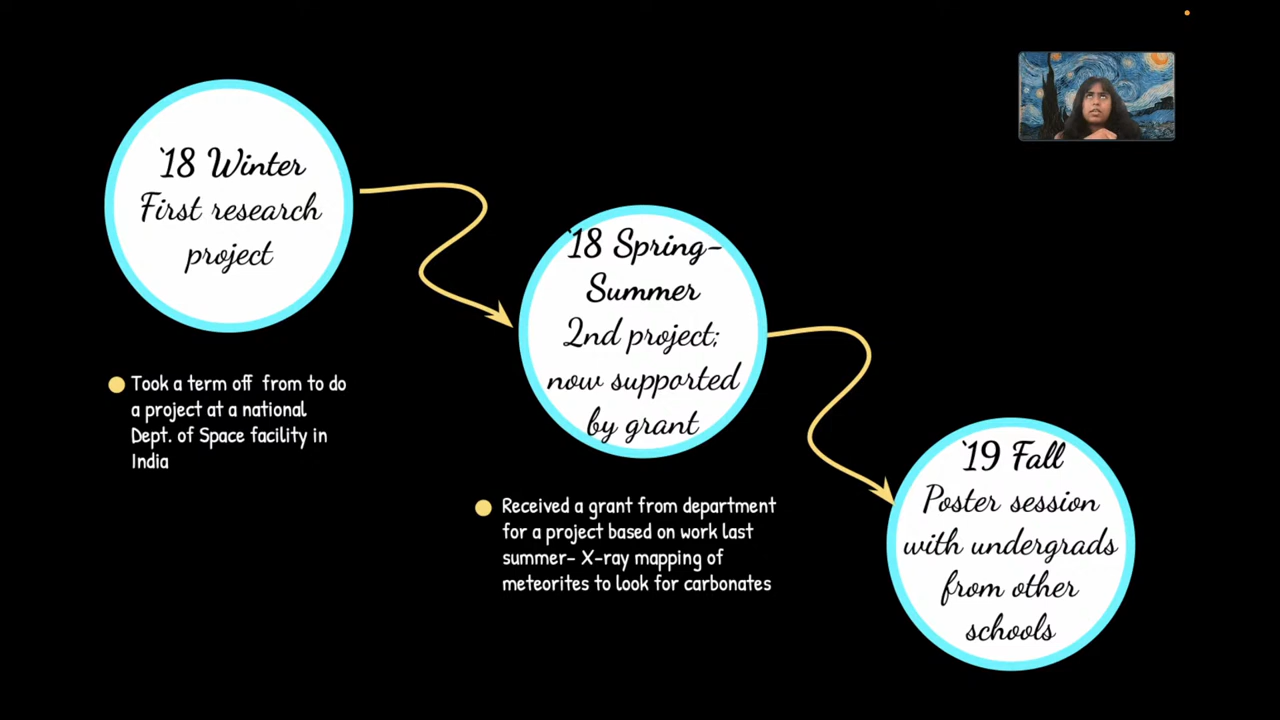 `18 Winter
First research
project
Took a term off from to do
a project at a national
Dept. of Space facility in
India
`18 Spring-
Summer
2nd project;
now supported
by grant
Received a grant from department
for a project based on work last
summer- X-ray mapping of
meteorites to look for carbonates
`19 Fall
Poster session
with undergrads
from other
schools